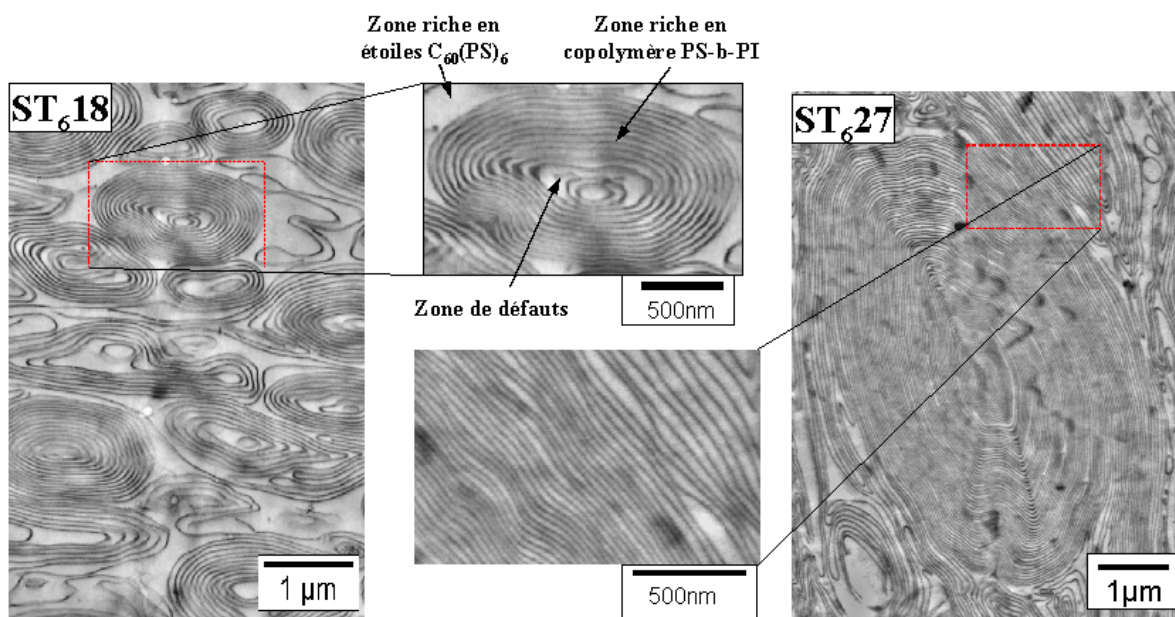 Zone riche en
étoiles C60(PS)6
Zone riche en
copolymère PS-b-PI
ST618
ST627
Zone de défauts
500nm
500nm
1 µm
1µm